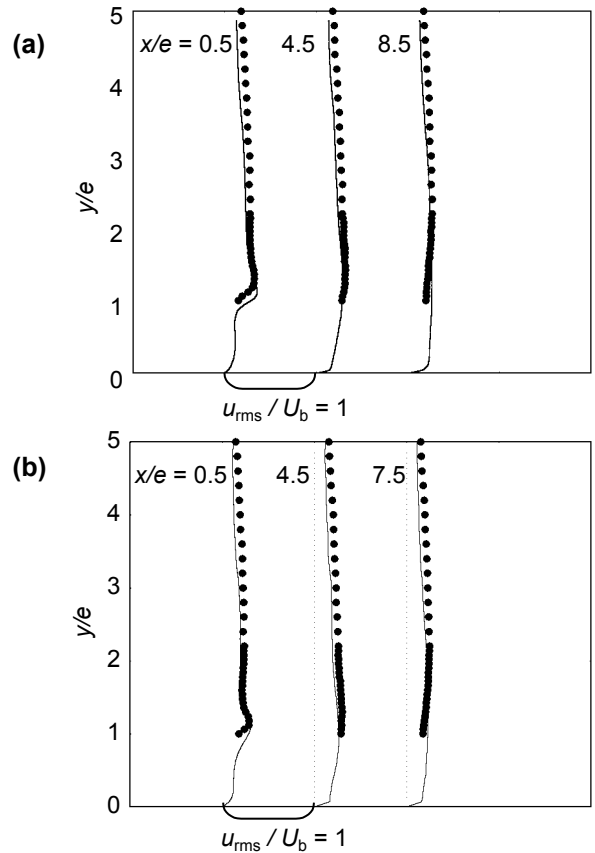 (a)
x/e = 0.5 4.5 8.5
5
4
3
2
1
0
y/e
u_rms / U_b = 1
(b)
x/e = 0.5 4.5 7.5
5
4
3
2
1
0
y/e
u_rms / U_b = 1